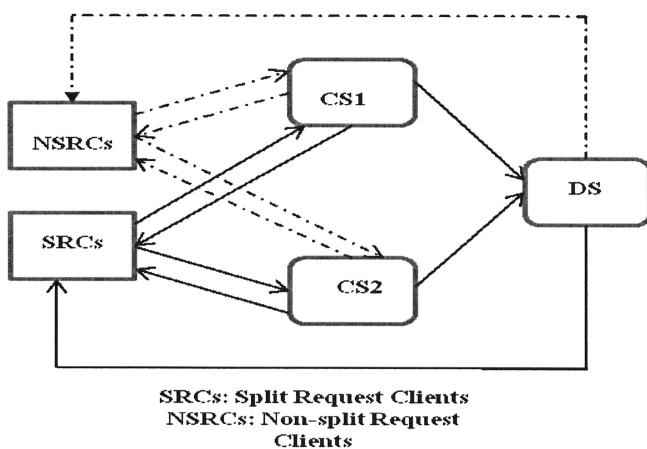 CS1
NSRCs
DS
SRCs
CS2
SRCs: Split Request Clients
NSRCs: Non-split Request
Clients